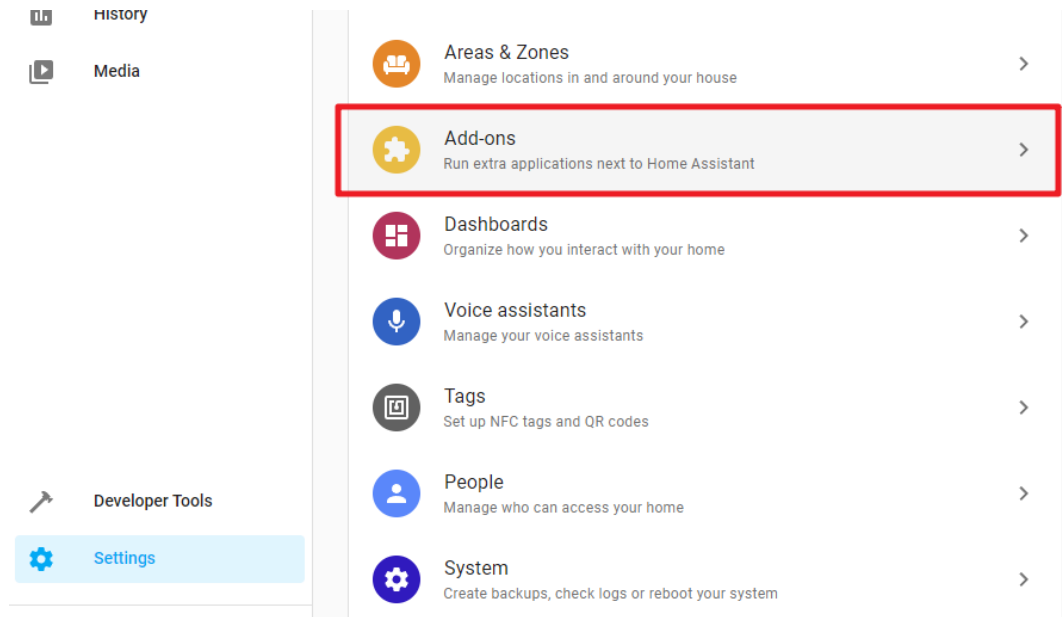 History
Media
Developer Tools
Settings
Areas & Zones
Manage locations in and around your house
Add-ons
Run extra applications next to Home Assistant
Dashboards
Organize how you interact with your home
Voice assistants
Manage your voice assistants
Tags
Set up NFC tags and QR codes
People
Manage who can access your home
System
Create backups, check logs or reboot your system